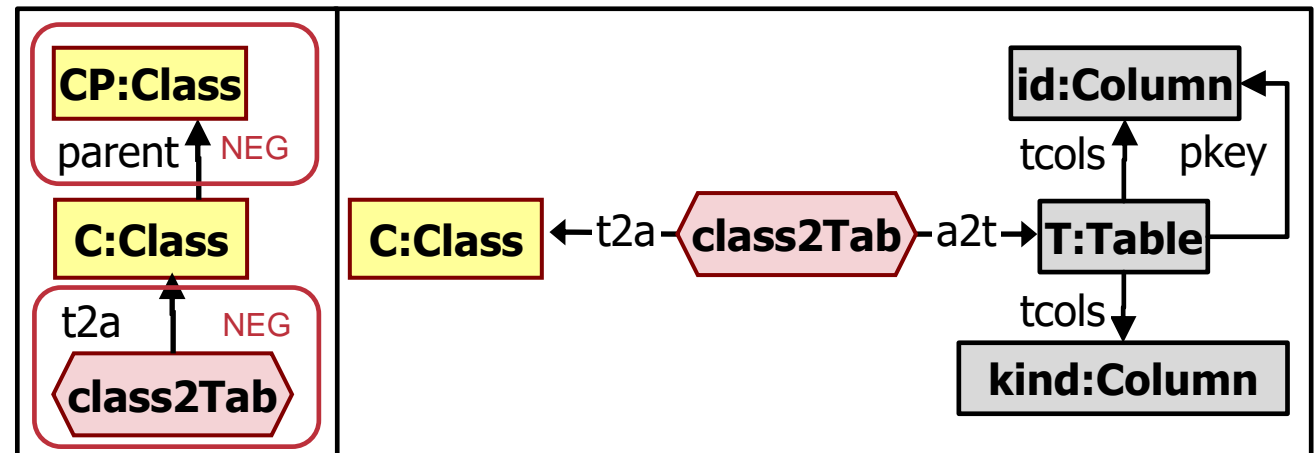 CP:Class
parent NEG
C:Class
t2a NEG
class2Tab
id:Column
tcols pkey
C:Class t2a class2Tab a2t T:Table
tcols
kind:Column